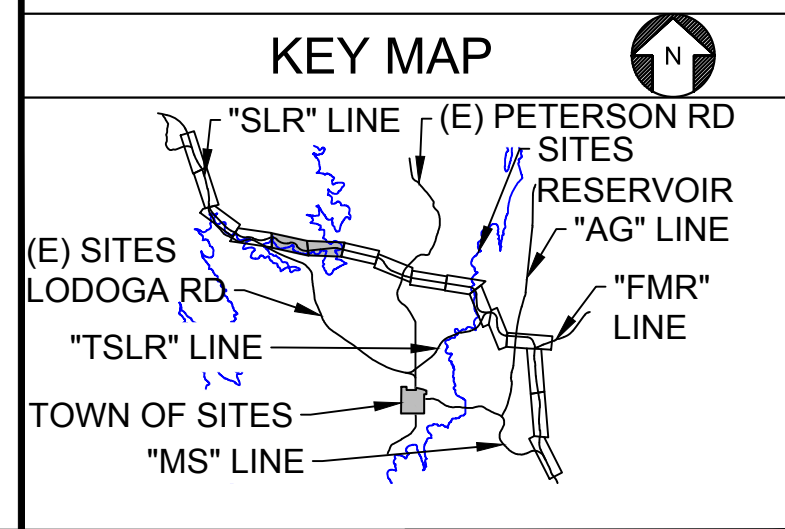 KEY MAP
N
"SLR" LINE
(E) PETERSON RD
SITES
RESERVOIR
"AG" LINE
(E) SITES
LODOGA RD
"FMR"
LINE
"TSLR" LINE
TOWN OF SITES
"MS" LINE